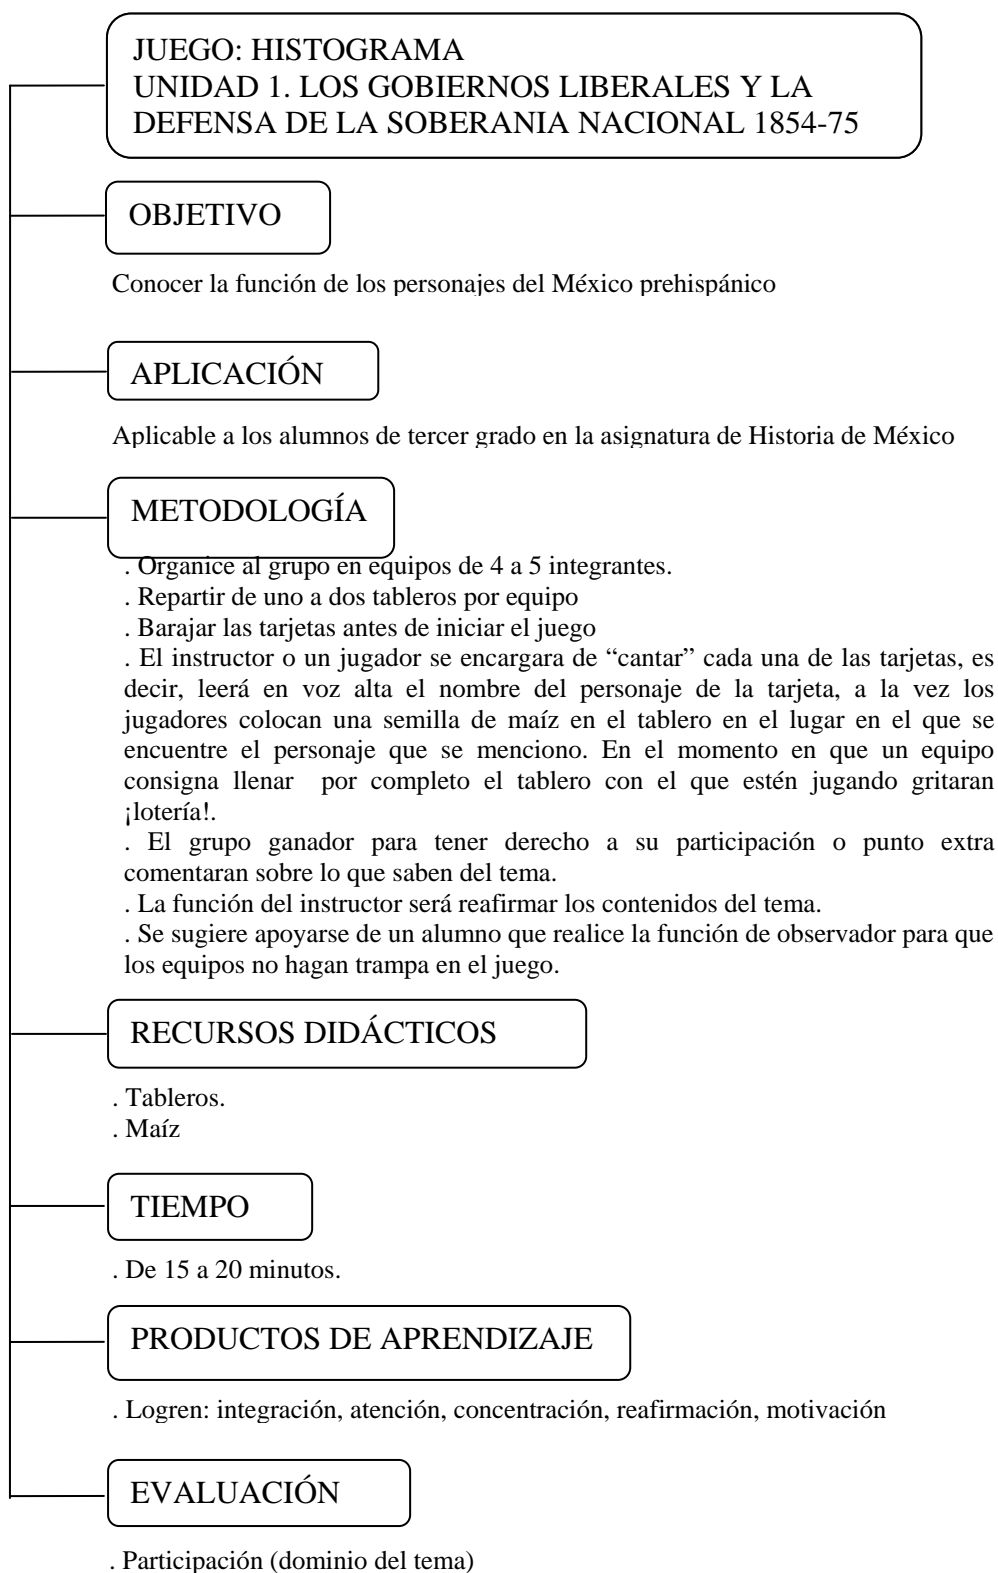 JUEGO: HISTOGRAMA
UNIDAD 1. LOS GOBIERNOS LIBERALES Y LA
DEFENSA DE LA SOBERANIA NACIONAL 1854-75
OBJETIVO
Conocer la función de los personajes del México prehispánico
APLICACIÓN
Aplicable a los alumnos de tercer grado en la asignatura de Historia de México
METODOLOGÍA
. Organice al grupo en equipos de 4 a 5 integrantes.
. Repartir de uno a dos tableros por equipo
. Barajar las tarjetas antes de iniciar el juego
. El instructor o un jugador se encargara de “cantar” cada una de las tarjetas, es
decir, leerá en voz alta el nombre del personaje de la tarjeta, a la vez los
jugadores colocan una semilla de maíz en el tablero en el lugar en el que se
encuentre el personaje que se menciono. En el momento en que un equipo
consigna llenar por completo el tablero con el que estén jugando gritaran
¡lotería!.
. El grupo ganador para tener derecho a su participación o punto extra
comentaran sobre lo que saben del tema.
. La función del instructor será reafirmar los contenidos del tema.
. Se sugiere apoyarse de un alumno que realice la función de observador para que
los equipos no hagan trampa en el juego.
RECURSOS DIDÁCTICOS
. Tableros.
. Maíz
TIEMPO
. De 15 a 20 minutos.
PRODUCTOS DE APRENDIZAJE
. Logren: integración, atención, concentración, reafirmación, motivación
EVALUACIÓN
. Participación (dominio del tema)